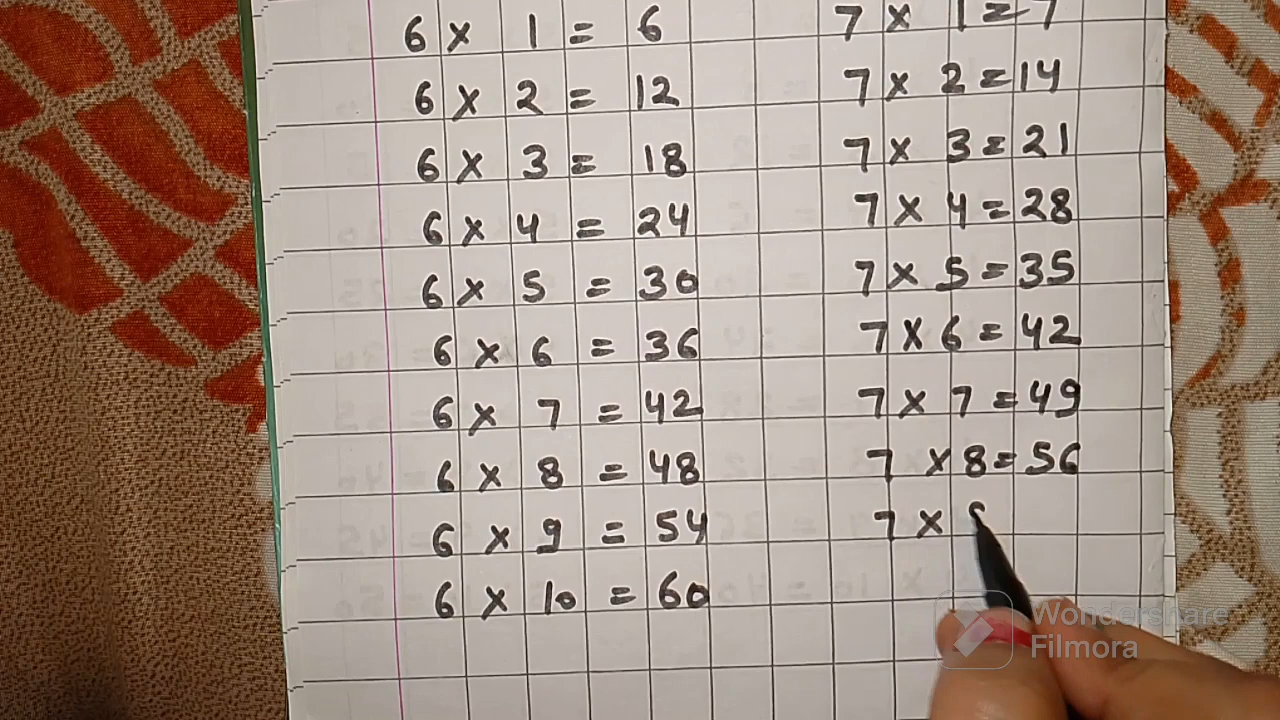 6 × 1 = 6
6 × 2 = 12
6 × 3 = 18
6 × 4 = 24
6 × 5 = 30
6 × 6 = 36
6 × 7 = 42
6 × 8 = 48
6 × 9 = 54
6 × 10 = 60
7 × 1 = 7
7 × 2 = 14
7 × 3 = 21
7 × 4 = 28
7 × 5 = 35
7 × 6 = 42
7 × 7 = 49
7 × 8 = 56
7 ×
Wondershare
Filmora